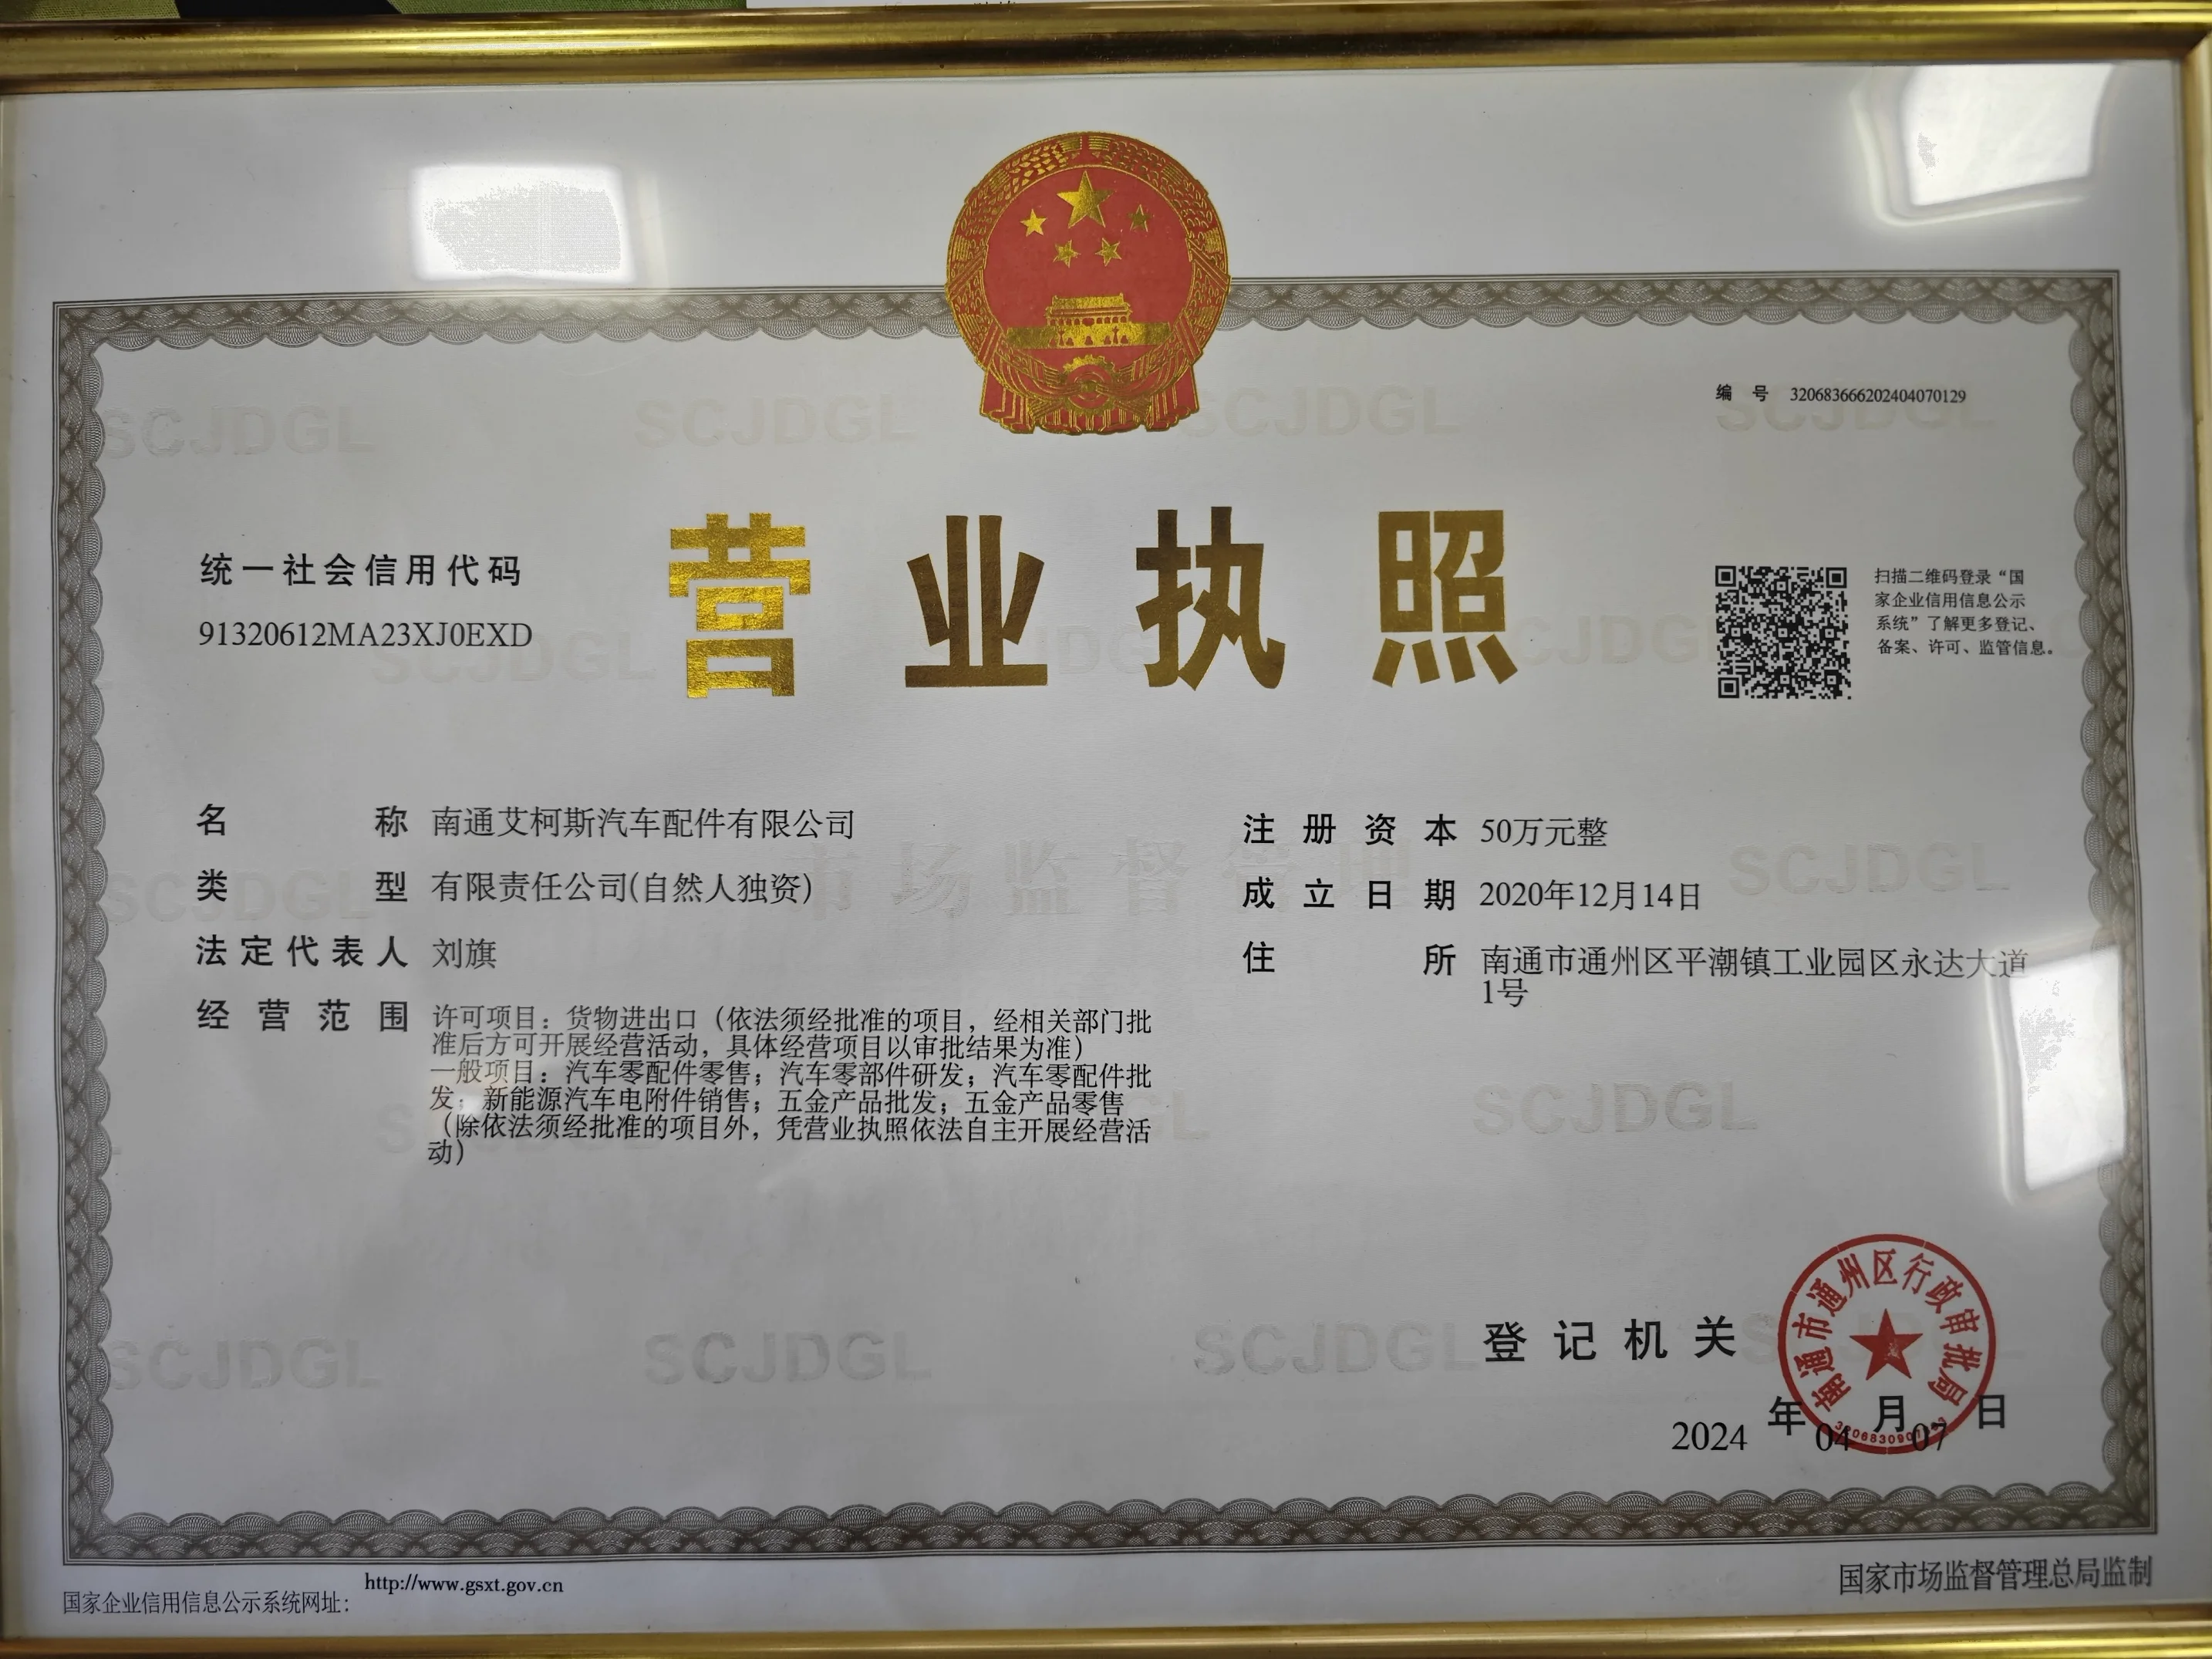 编 号 320683666202404070129
统一社会信用代码
91320612MA23XJ0EXD
营业执照
扫描二维码登录“国
家企业信用信息公示
系统”了解更多登记、
备案、许可、监管信息。
名 称 南通艾柯斯汽车配件有限公司
类 型 有限责任公司(自然人独资)
法定代表人 刘旗
经营范围 许可项目：货物进出口（依法须经批准的项目，经相关部门批
准后方可开展经营活动，具体经营项目以审批结果为准）
一般项目：汽车零配件零售；汽车零部件研发；汽车零配件批
发；新能源汽车电附件销售；五金产品批发；五金产品零售
（除依法须经批准的项目外，凭营业执照依法自主开展经营活
动）
注册资本 50万元整
成立日期 2020年12月14日
住 所 南通市通州区平潮镇工业园区永达大道
1号
登记机关
南通市通州区行政审批局
2024 年 04 月 07 日
国家企业信用信息公示系统网址： http://www.gsxt.gov.cn
国家市场监督管理总局监制
SCJDGL
市场监督管理